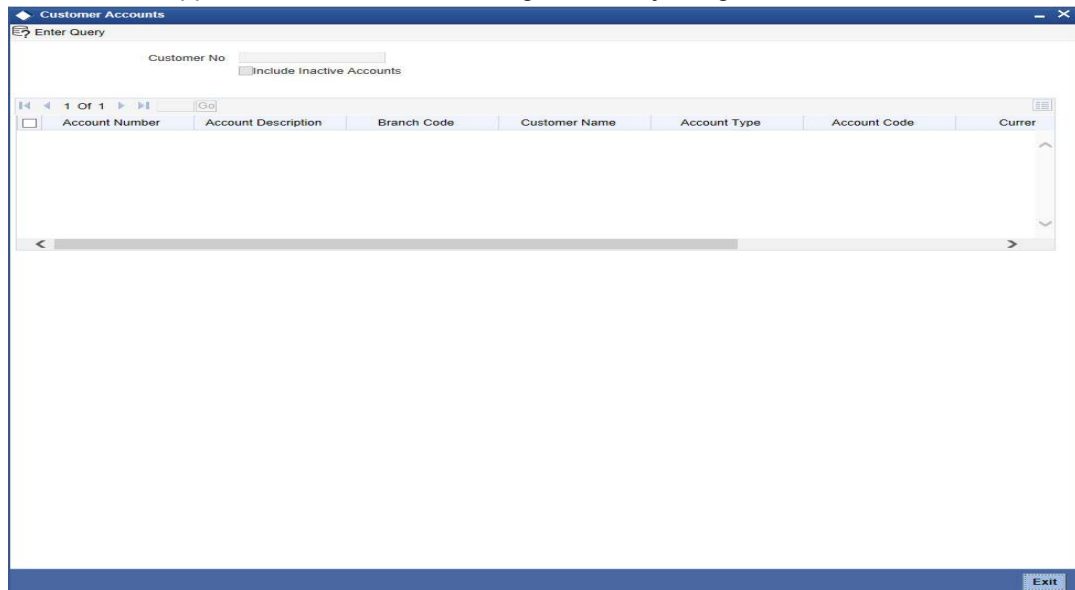 Customer Accounts
Enter Query
Customer No
Include Inactive Accounts
1 Of 1 Go
Account Number Account Description Branch Code Customer Name Account Type Account Code Currer
Exit